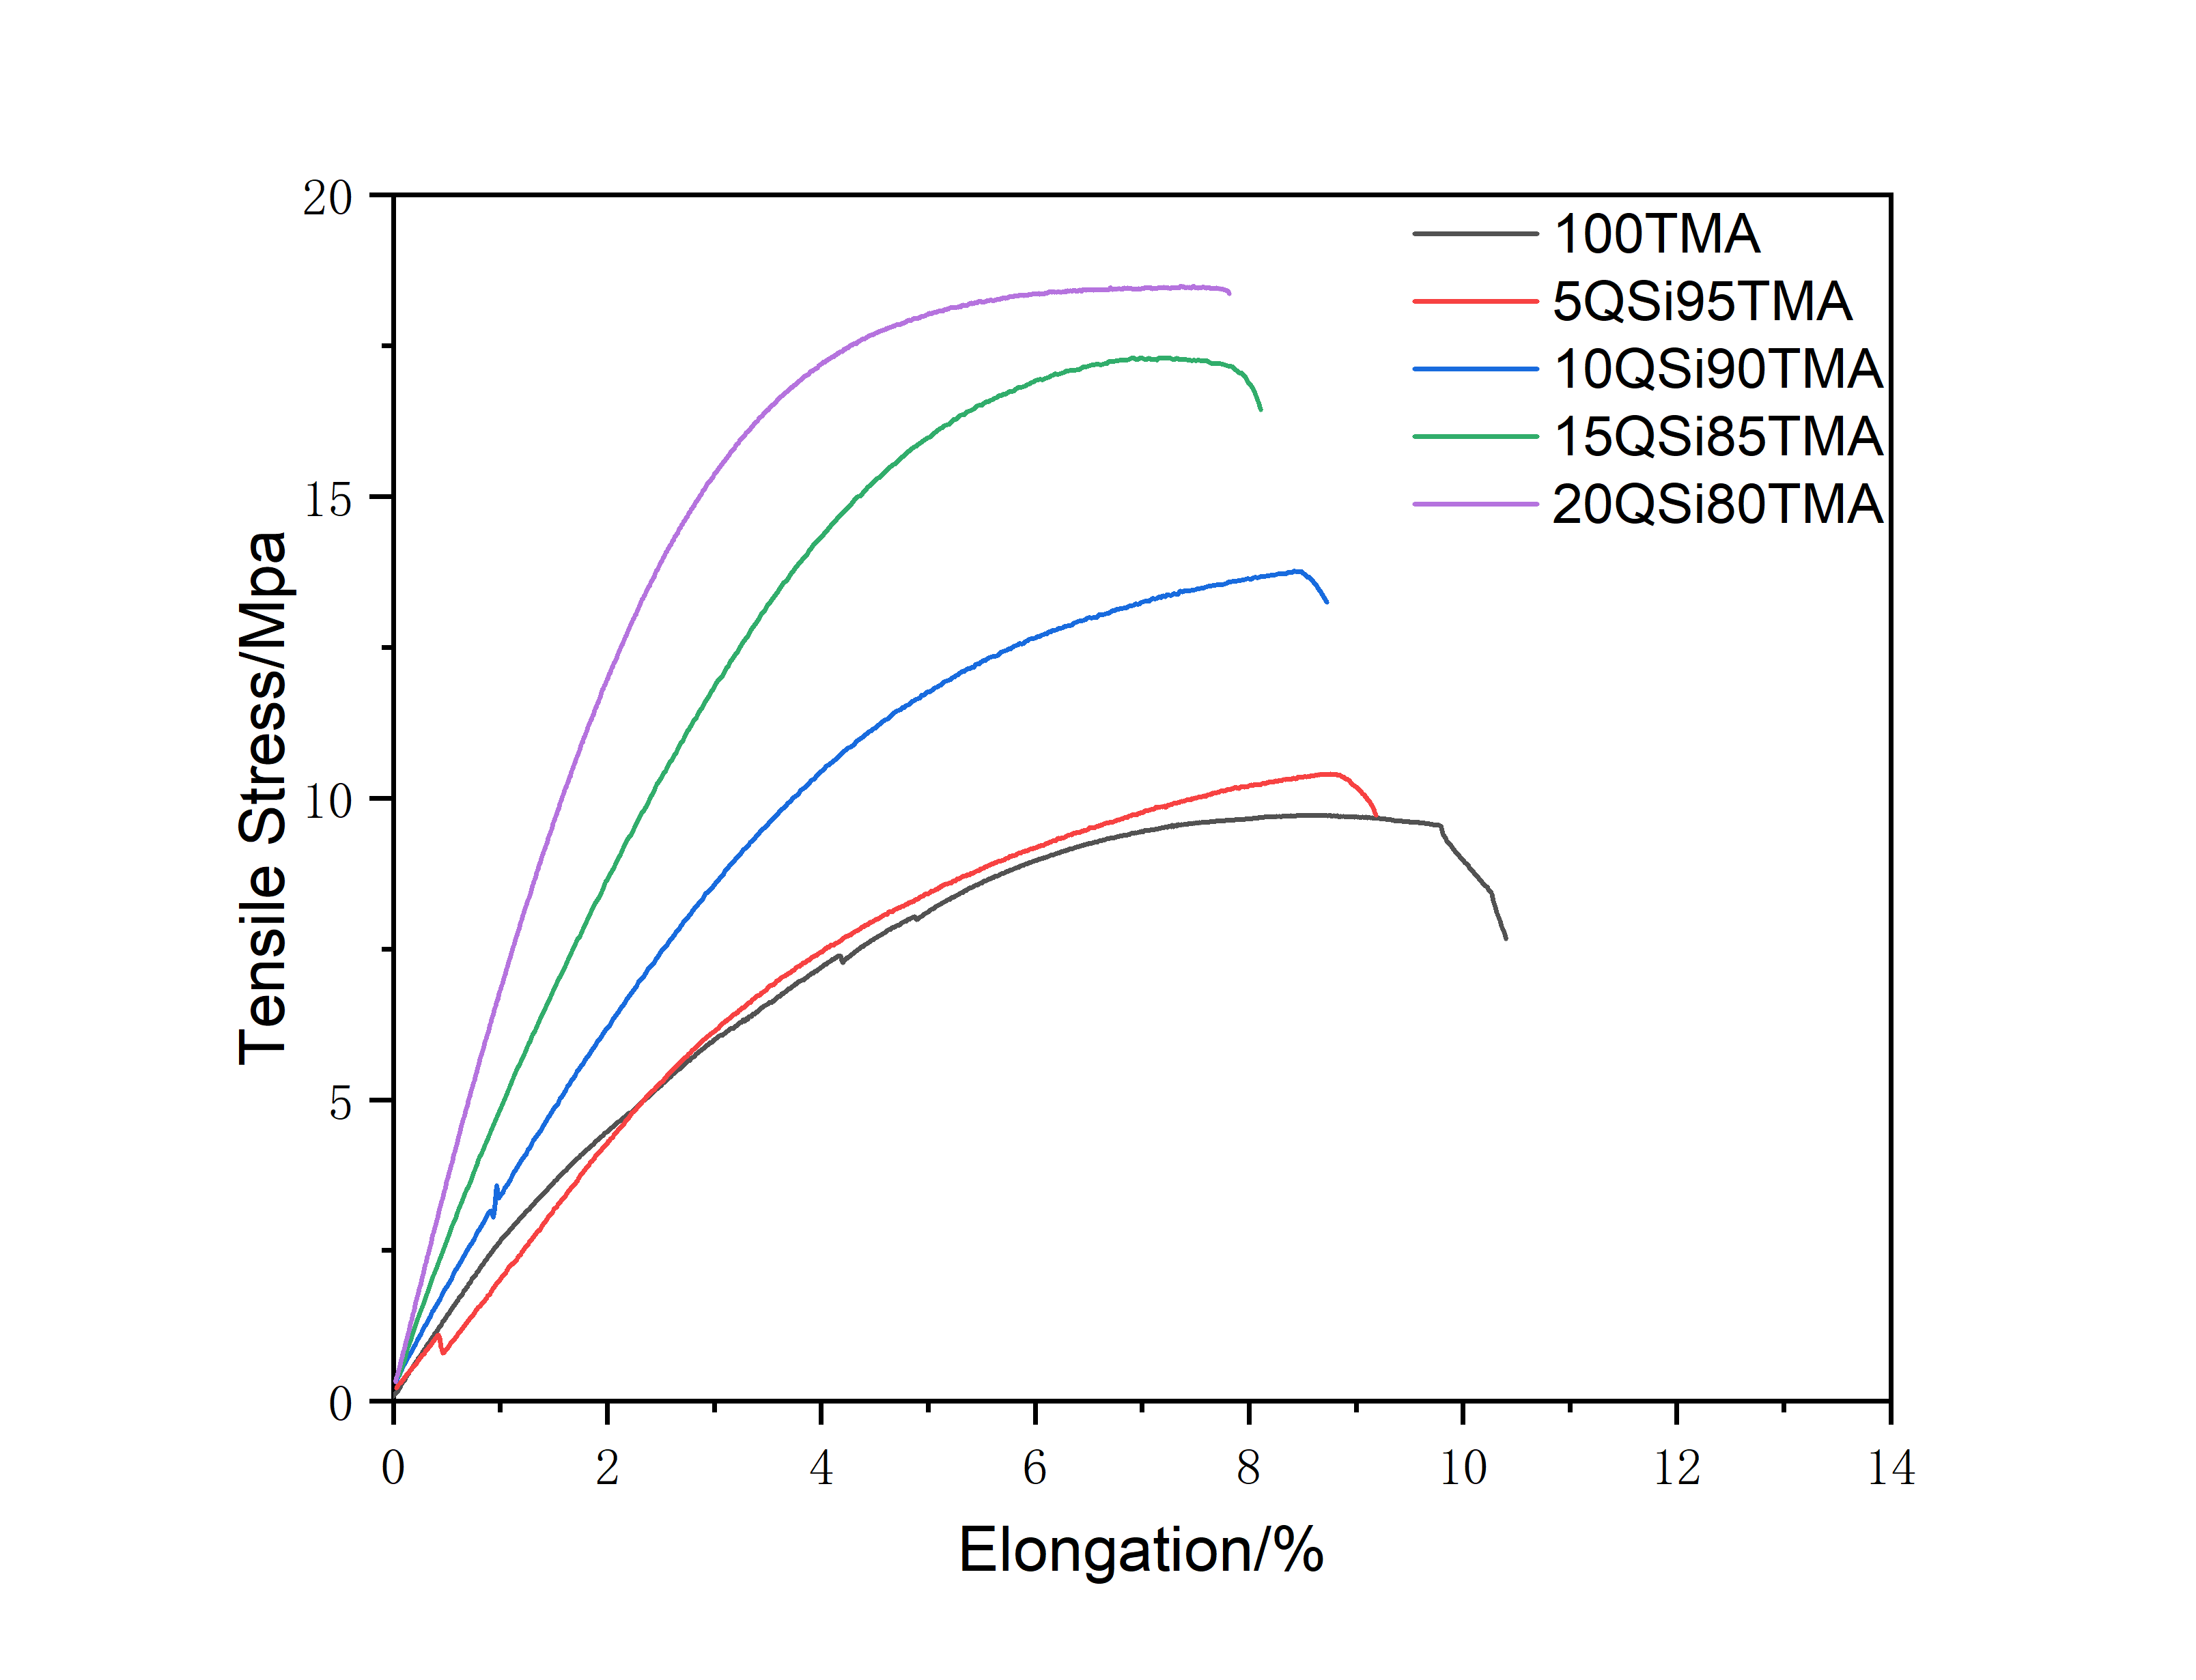 20
15
10
5
0
Tensile Stress/Mpa
100TMA
5QSi95TMA
10QSi90TMA
15QSi85TMA
20QSi80TMA
0 2 4 6 8 10 12 14
Elongation/%